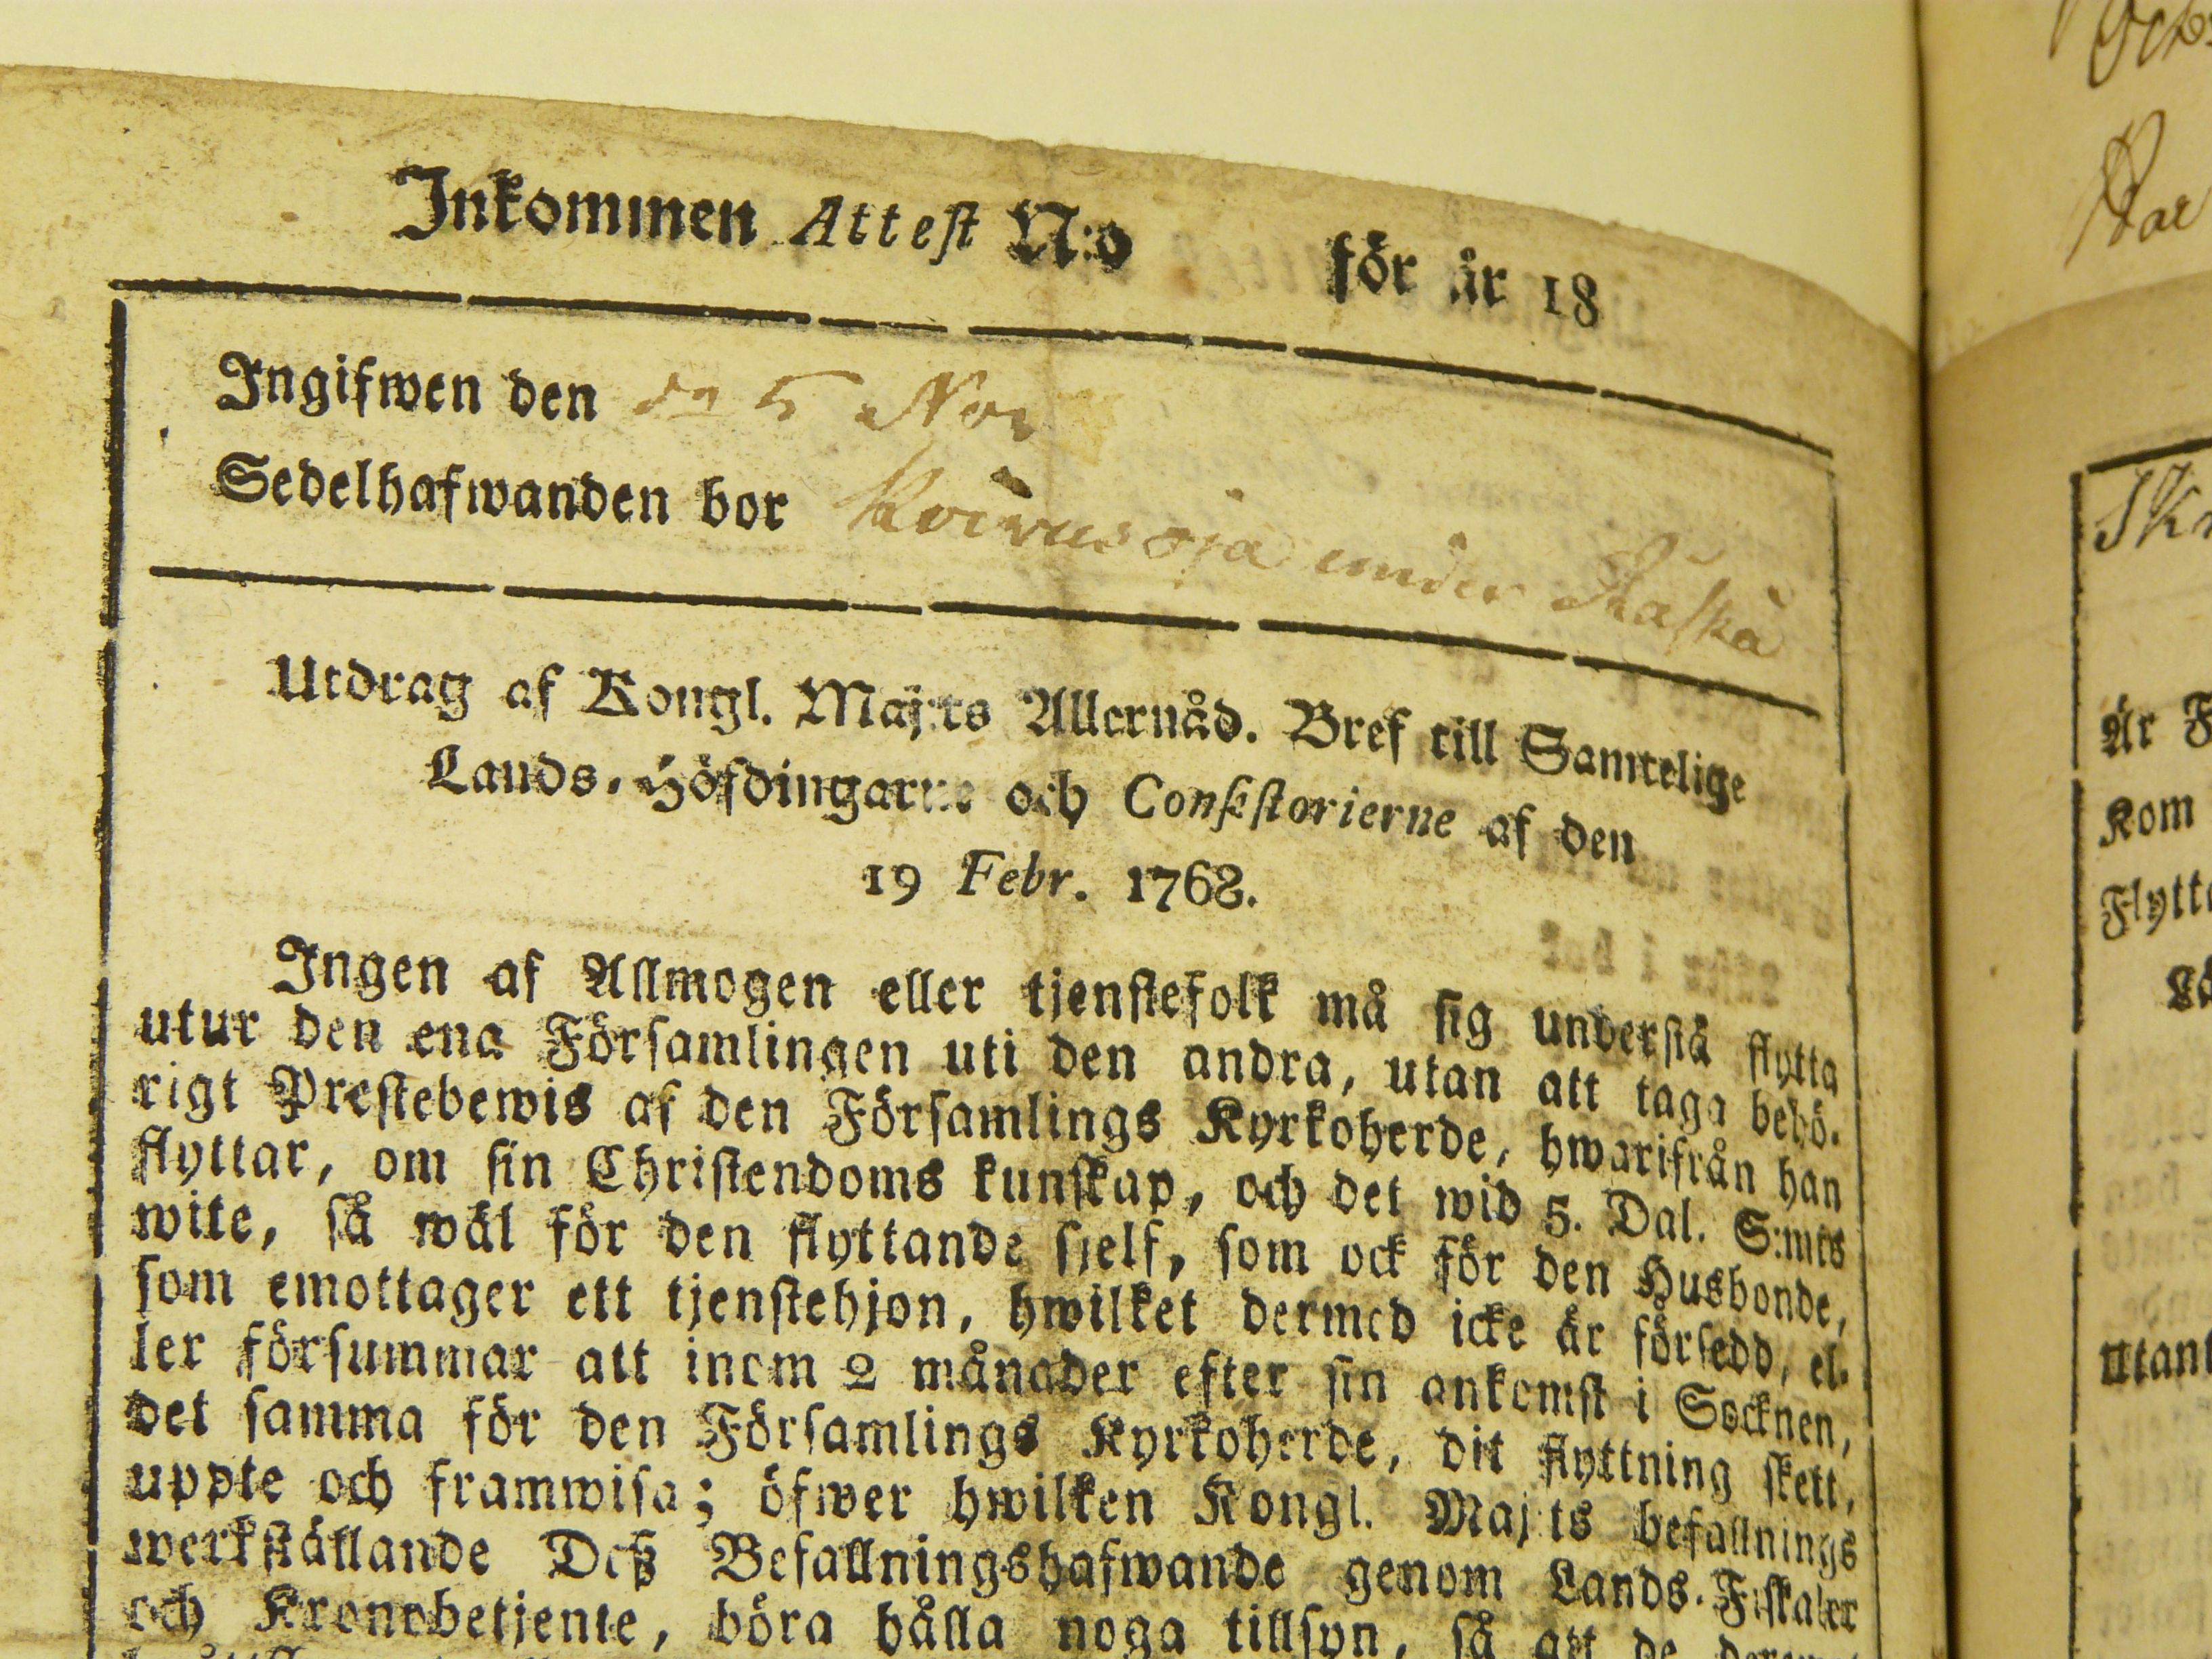 Inkommen Attest N:o för år 18
Ingifwen den den 5 Nov
Sedelhafwanden bor Koivusoja under
Utdrag af Kongl. Maj:ts Allernåd. Bref till Samtelige
Lands-Höfdingarne och Consistorierne af den
19 Febr. 1768.
Ingen af Allmogen eller tjenstefolk må sig understå flytta
utur den ena Församlingen uti den andra, utan att taga behö-
rigt Prestebewis af den Församlings Kyrkoherde, hwarifrån han
flyttar, om sin Christendoms kunskap, och det wid 5. Dal. S:mts
wite, så wäl för den flyttande sjelf, som ock för den Husbonde,
som emottager ett tjenstehjon, hwilket dermed icke är försedd, el-
ler försummar att inom 2 månader efter sin ankomst i Socknen,
det samma för den Församlings Kyrkoherde, dit flyttning skett,
uppte och framwisa; öfwer hwilken Kongl. Maj:ts befallnings
werkställande Deß Befallningshafwande genom Lands-Fiskaler
och Kronobetjente, böra hålla noga tillsyn, så att de
Är
Kom